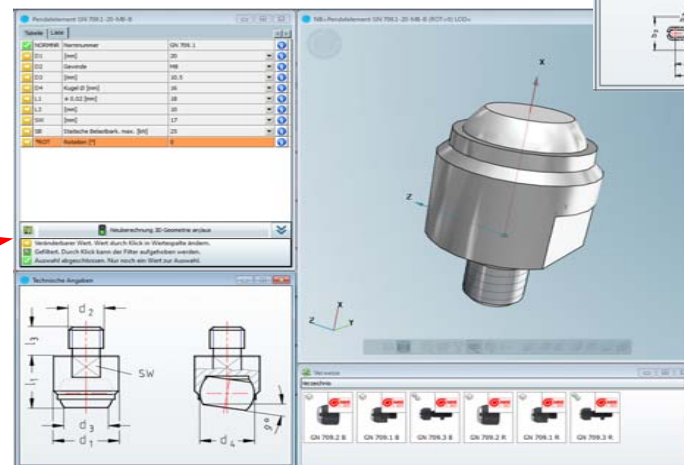 Pendelelement GN 709.1-20-M8-B
Tabelle Liste
NORMNR Normnummer GN 709.1
D1 [mm] 20
D2 Gewinde M8
D3 [mm] 10,5
D4 Kugel Ø [mm] 16
L1 ± 0.02 [mm] 18
L3 [mm] 10
SW [mm] 17
SB Statische Belastbark. max. [kN] 25
*ROT Rotation [°] 0
Neuberechnung 3D Geometrie an/aus
Veränderbarer Wert. Wert durch Klick in Wertespalte ändern.
Gefiltert. Durch Klick kann der Filter aufgehoben werden.
Auswahl abgeschlossen. Nur noch ein Wert zur Auswahl.
NB=Pendelelement GN 709.1-20-M8-B {ROT=0} LOD=
X
Z
X
Z Y
b2
Technische Angaben
d2
l3
SW
l1
d3
d1
d4
9°
Verweise
Verzeichnis
GN 709.2 B GN 709.1 B GN 709.3 B GN 709.2 R GN 709.1 R GN 709.3 R